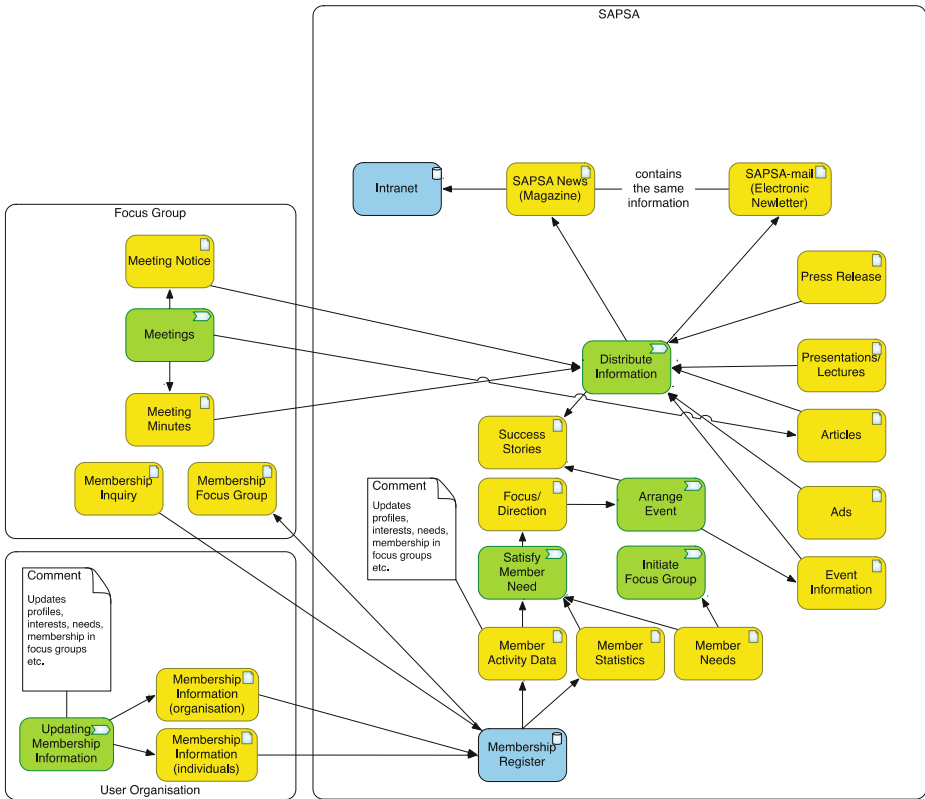 SAPSA
Intranet
SAPSA News
(Magazine)
contains
the same
information
SAPSA-mail
(Electronic
Newletter)
Focus Group
Meeting Notice
Meetings
Meeting
Minutes
Membership
Inquiry
Membership
Focus Group
Press Release
Distribute
Information
Presentations/
Lectures
Articles
Success
Stories
Comment
Updates
profiles,
interests, needs,
membership in
focus groups
etc.
Focus/
Direction
Arrange
Event
Ads
Satisfy
Member
Need
Initiate
Focus Group
Event
Information
Member
Activity Data
Member
Statistics
Member
Needs
Comment
Updates
profiles,
interests, needs,
membership in
focus groups
etc.
Membership
Information
(organisation)
Updating
Membership
Information
Membership
Information
(individuals)
Membership
Register
User Organisation